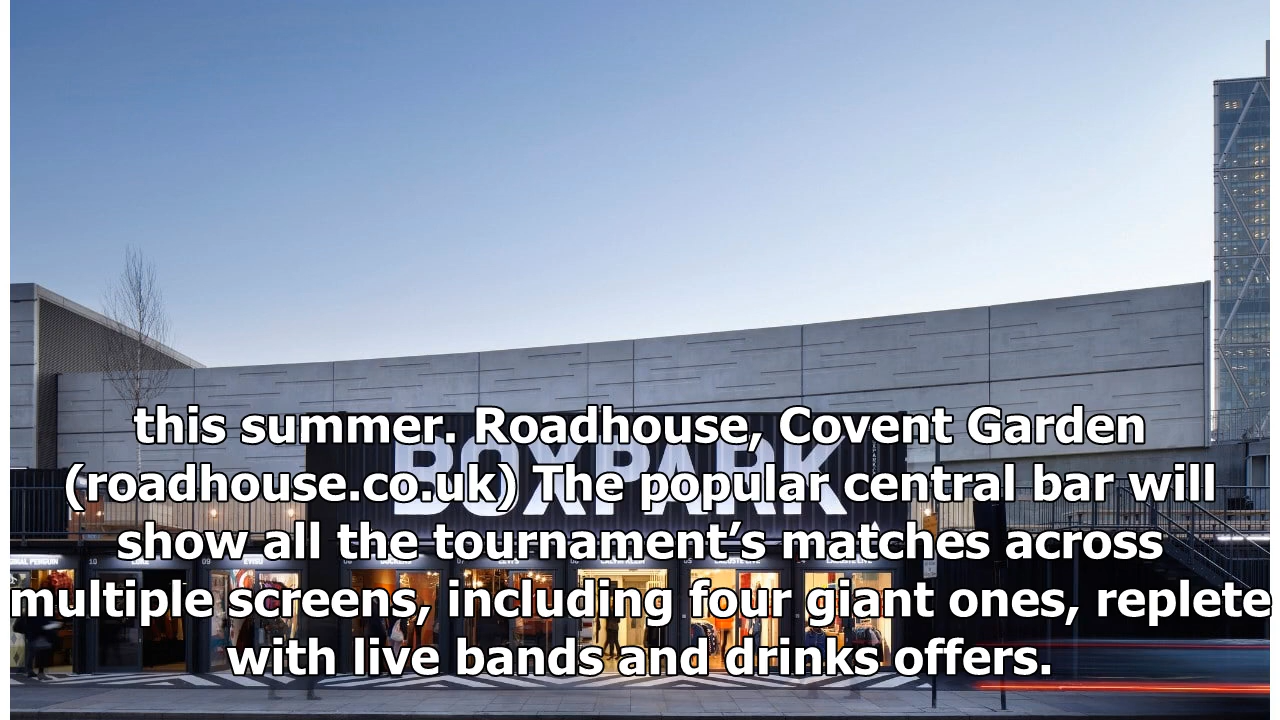 this summer. Roadhouse, Covent Garden
BOXPARK
(roadhouse.co.uk) The popular central bar will
show all the tournament’s matches across
multiple screens, including four giant ones, replete
with live bands and drinks offers.